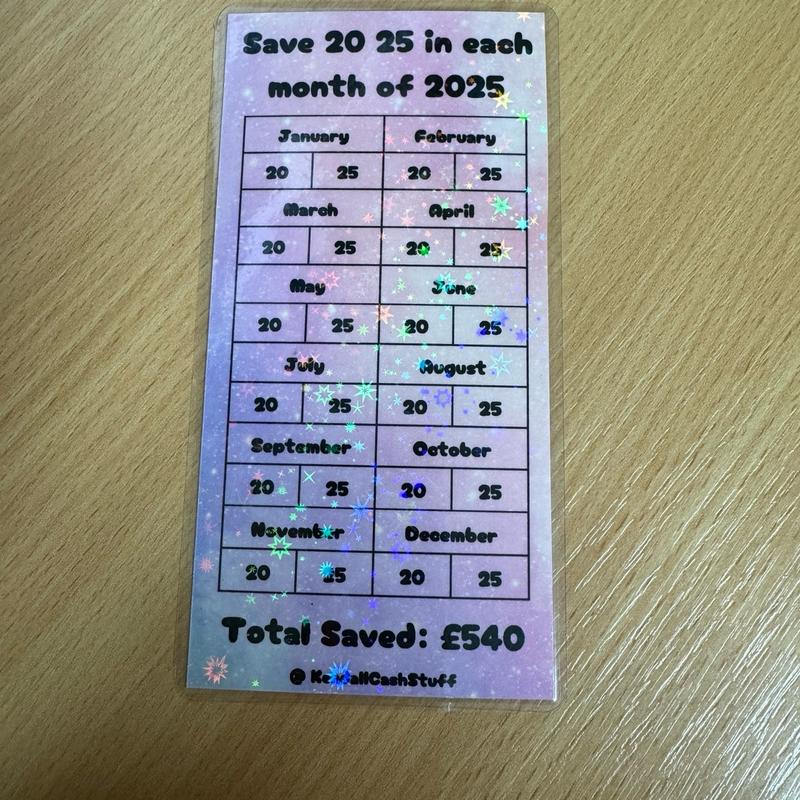 Save 20 25 in each
month of 2025
January February
20 25 20 25
March April
20 25 20 25
May June
20 25 20 25
July August
20 25 20 25
September October
20 25 20 25
November December
20 25 20 25
Total Saved: £540
@